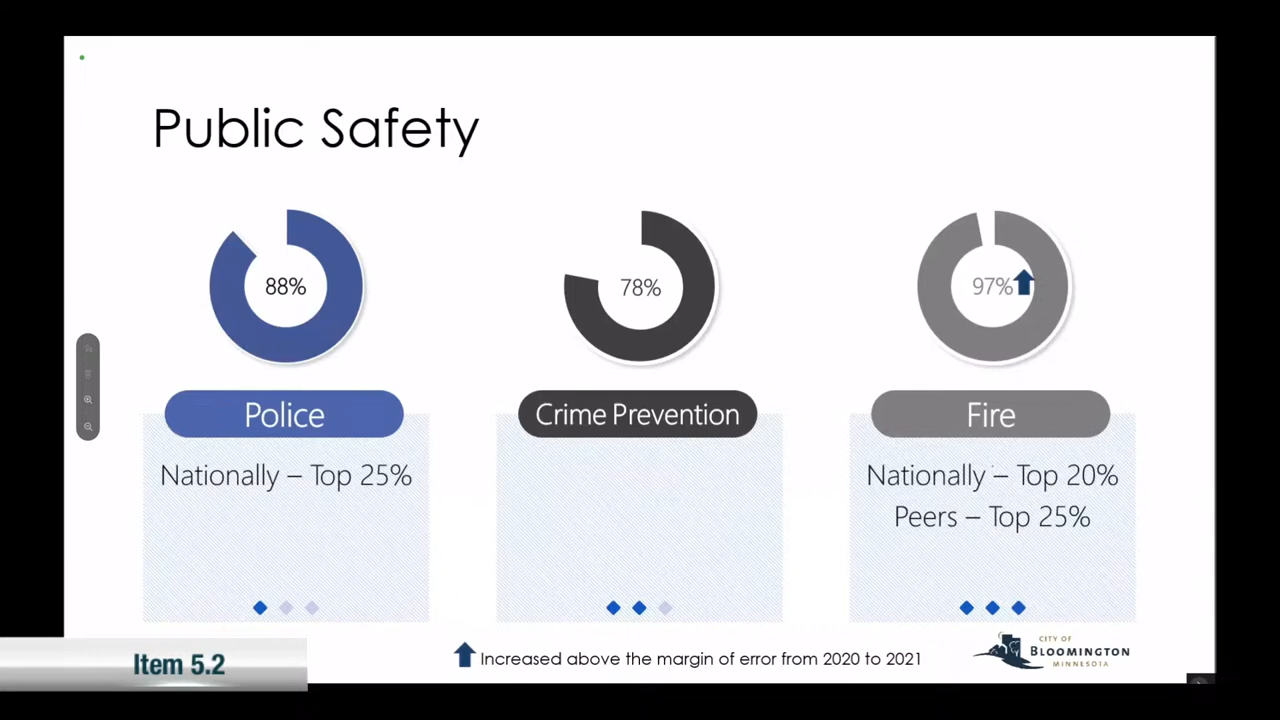 Public Safety
88%
78%
97%
Police
Crime Prevention
Fire
Nationally – Top 25%
Nationally – Top 20%
Peers – Top 25%
Increased above the margin of error from 2020 to 2021
CITY OF
BLOOMINGTON
MINNESOTA
Item 5.2